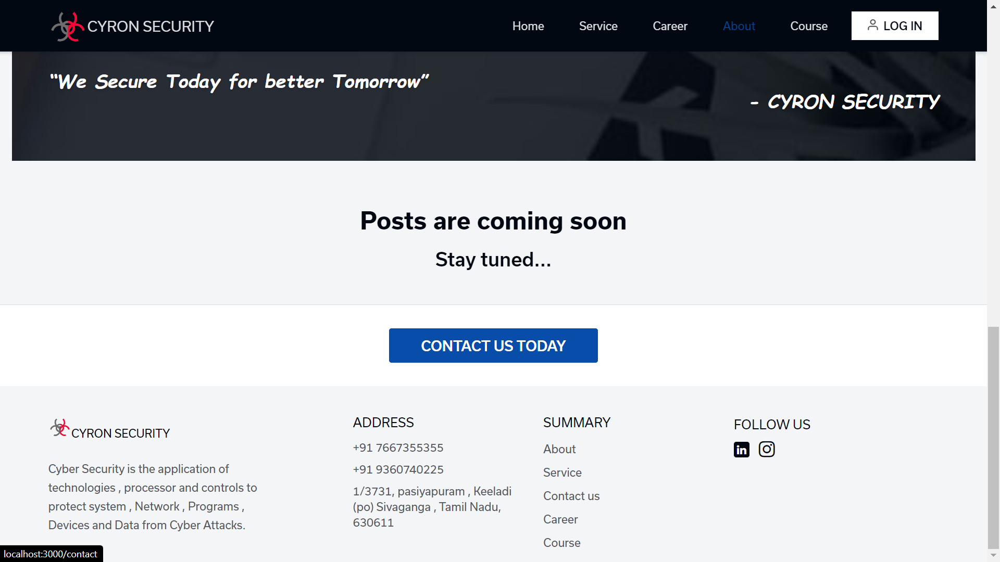 CYRON SECURITY
Home
Service
Career
About
Course
LOG IN
“We Secure Today for better Tomorrow”
- CYRON SECURITY
Posts are coming soon
Stay tuned...
CONTACT US TODAY
CYRON SECURITY
Cyber Security is the application of
technologies , processor and controls to
protect system , Network , Programs ,
Devices and Data from Cyber Attacks.
ADDRESS
+91 7667355355
+91 9360740225
1/3731, pasiyapuram , Keeladi
(po) Sivaganga , Tamil Nadu,
630611
SUMMARY
About
Service
Contact us
Career
Course
FOLLOW US
in
localhost:3000/contact